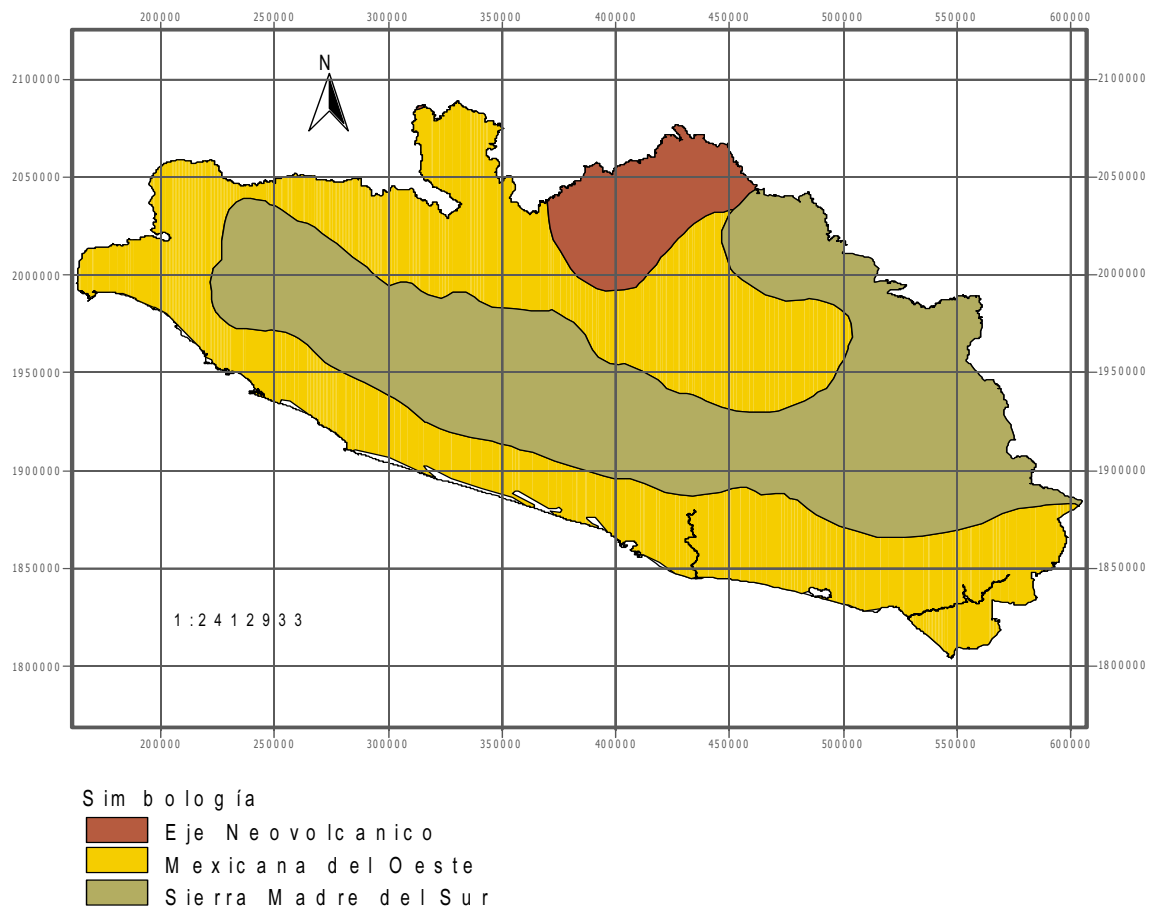 200000 250000 300000 350000 400000 450000 500000 550000 600000
N
2100000 2100000
2050000 2050000
2000000 2000000
1950000 1950000
1900000 1900000
1850000 1850000
1:2412933
1800000 1800000
200000 250000 300000 350000 400000 450000 500000 550000 600000
Simbología
Eje Neovolcanico
Mexicana del Oeste
Sierra Madre del Sur